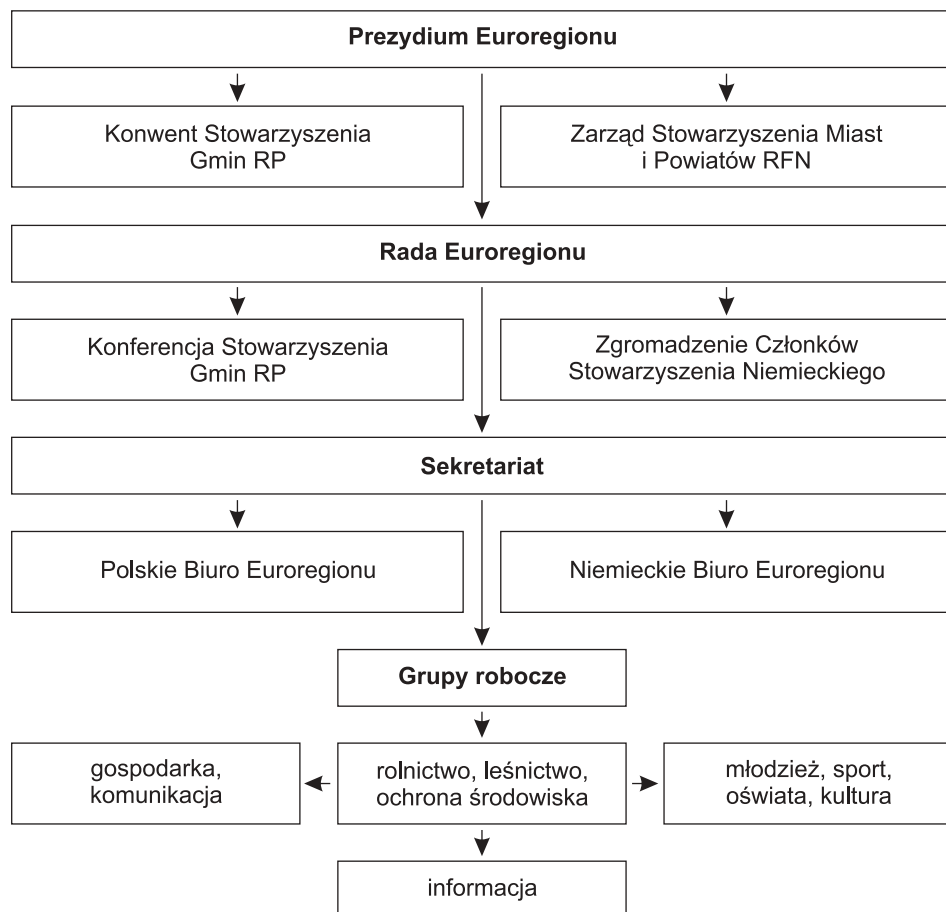 Prezydium Euroregionu
Konwent Stowarzyszenia
Gmin RP
Zarząd Stowarzyszenia Miast
i Powiatów RFN
Rada Euroregionu
Konferencja Stowarzyszenia
Gmin RP
Zgromadzenie Członków
Stowarzyszenia Niemieckiego
Sekretariat
Polskie Biuro Euroregionu
Niemieckie Biuro Euroregionu
Grupy robocze
gospodarka,
komunikacja
rolnictwo, leśnictwo,
ochrona środowiska
młodzież, sport,
oświata, kultura
informacja